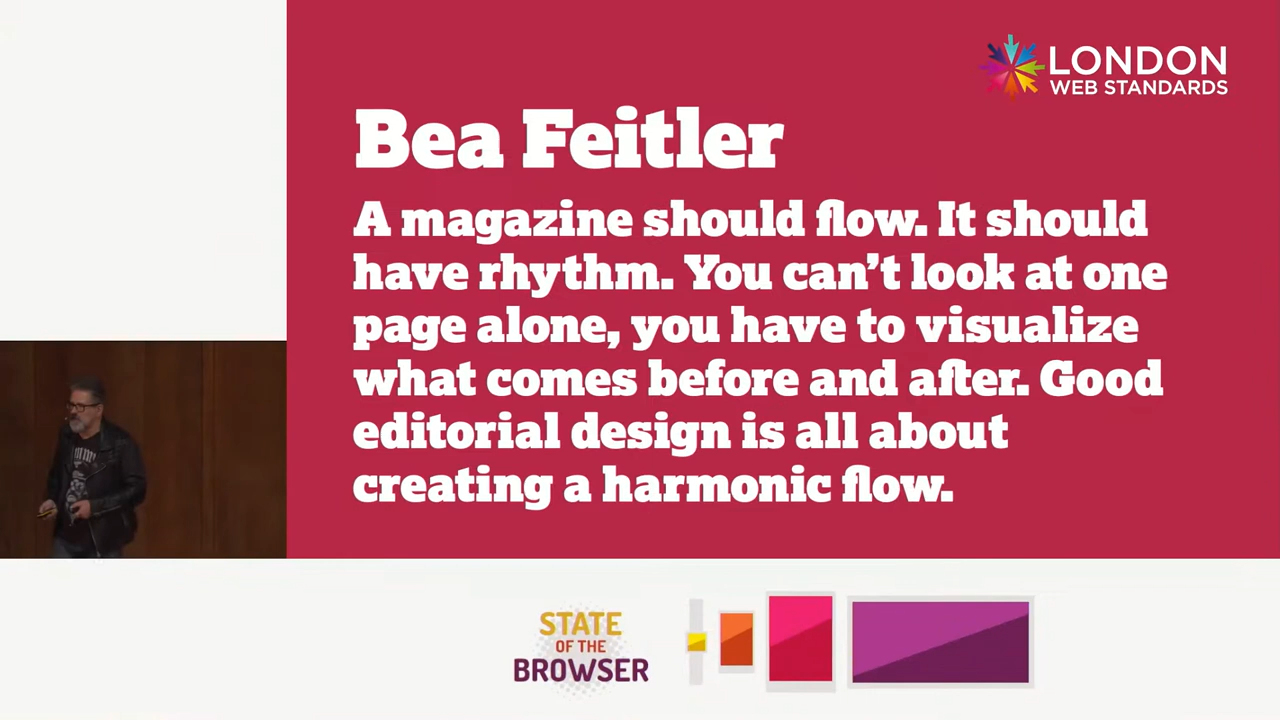 LONDON
WEB STANDARDS
Bea Feitler
A magazine should flow. It should
have rhythm. You can’t look at one
page alone, you have to visualize
what comes before and after. Good
editorial design is all about
creating a harmonic flow.
STATE
OF THE
BROWSER